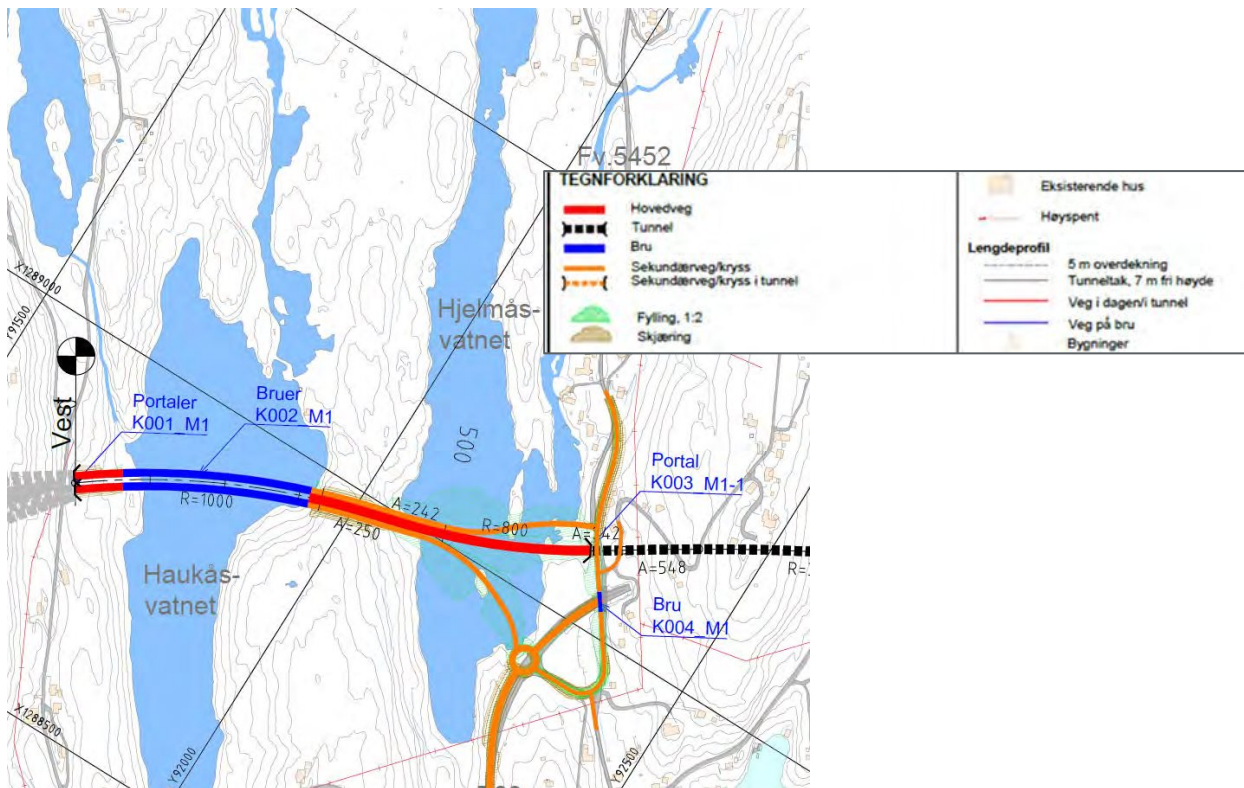 Fv.5452
TEGNFORKLARING
Hovedveg
Tunnel
Bru
Sekundærveg/kryss
Sekundærveg/kryss i tunnel
Fylling, 1:2
Skjæring
Eksisterende hus
Høyspent
Lengdeprofil
5 m overdekning
Tunneltak, 7 m fri høyde
Veg i dagen/i tunnel
Veg på bru
Bygninger
X1289000
Y91500
Hjelmås-
vatnet
Vest
Portaler
K001_M1
Bruer
K002_M1
500
Portal
K003_M1-1
R=1000
A=242
A=250
R=800
A=548
Haukås-
vatnet
Bru
K004_M1
X1288500
Y92000
Y92500